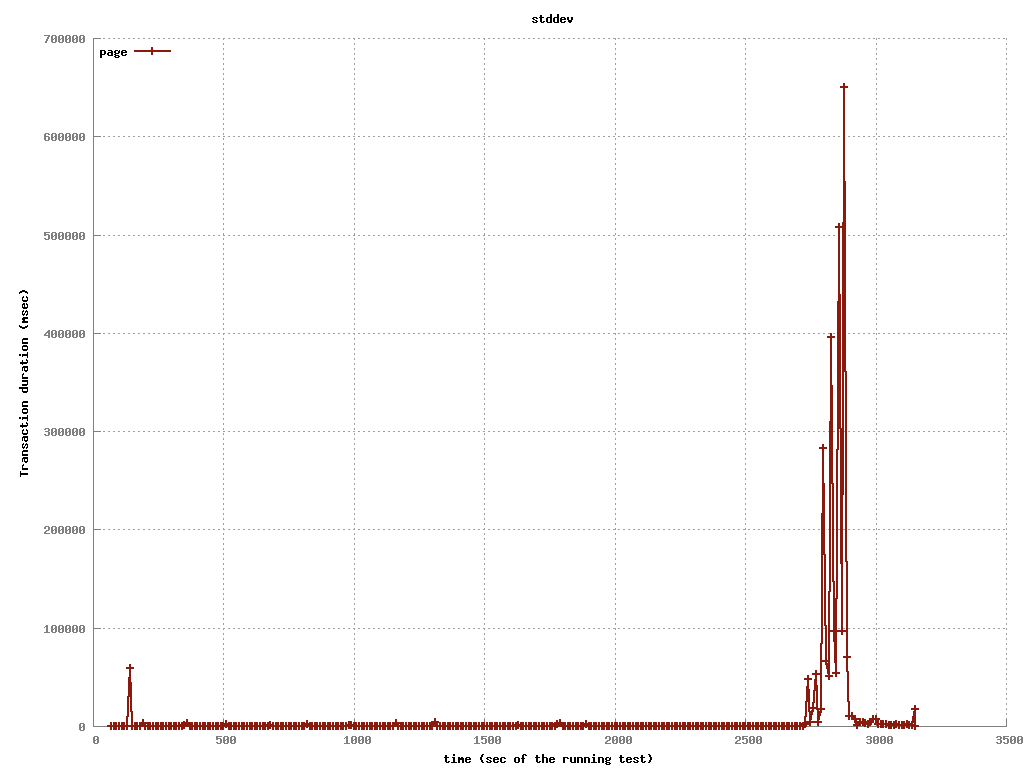 stddev
page
700000
600000
500000
400000
300000
200000
100000
0
Transaction duration (msec)
0 500 1000 1500 2000 2500 3000 3500
time (sec of the running test)